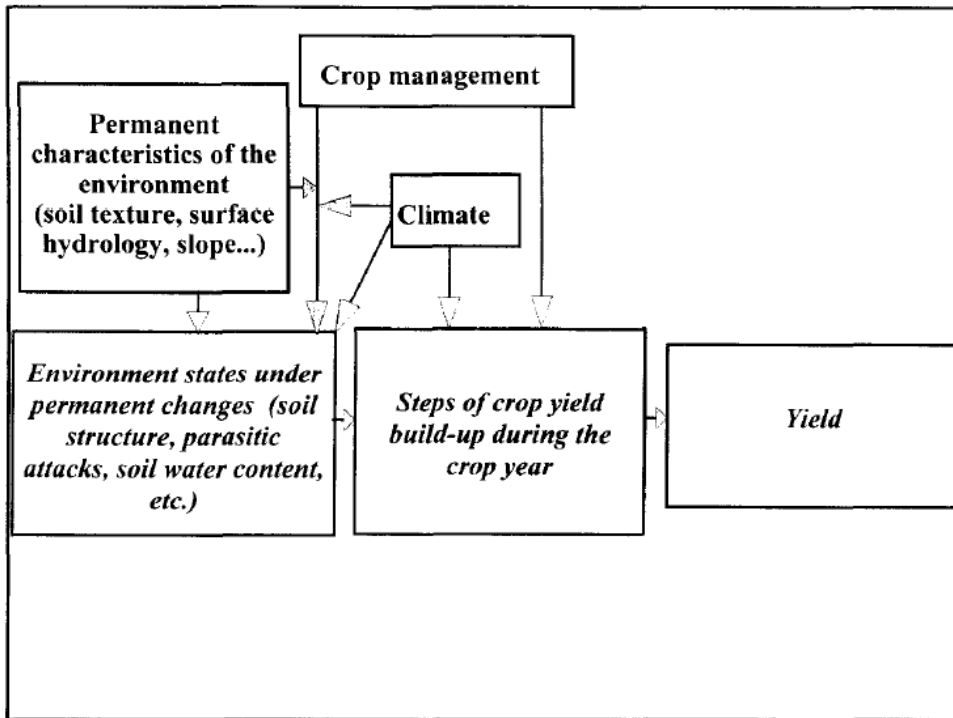 Crop management
Permanent
characteristics of the
environment
(soil texture, surface
hydrology, slope...)
Climate
Environment states under
permanent changes (soil
structure, parasitic
attacks, soil water content,
etc.)
Steps of crop yield
build-up during the
crop year
Yield